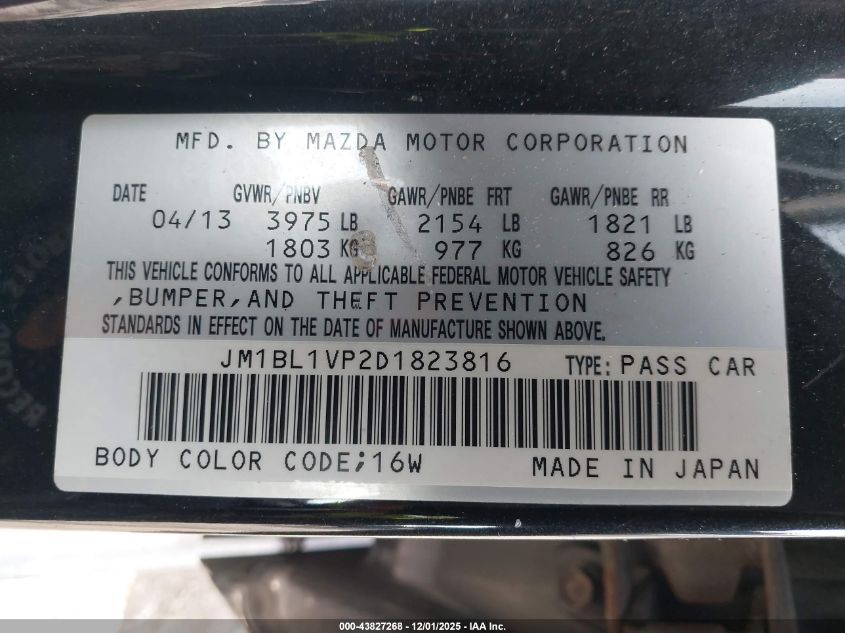 MFD. BY MAZDA MOTOR CORPORATION
DATE GVWR/PNBV GAWR/PNBE FRT GAWR/PNBE RR
04/13 3975 LB 2154 LB 1821 LB
1803 KG 977 KG 826 KG
THIS VEHICLE CONFORMS TO ALL APPLICABLE FEDERAL MOTOR VEHICLE SAFETY
,BUMPER,AND THEFT PREVENTION
STANDARDS IN EFFECT ON THE DATE OF MANUFACTURE SHOWN ABOVE.
JM1BL1VP2D1823816 TYPE: PASS CAR
BODY COLOR CODE;16W MADE IN JAPAN
000-43827268 - 12/01/2025 - IAA Inc.